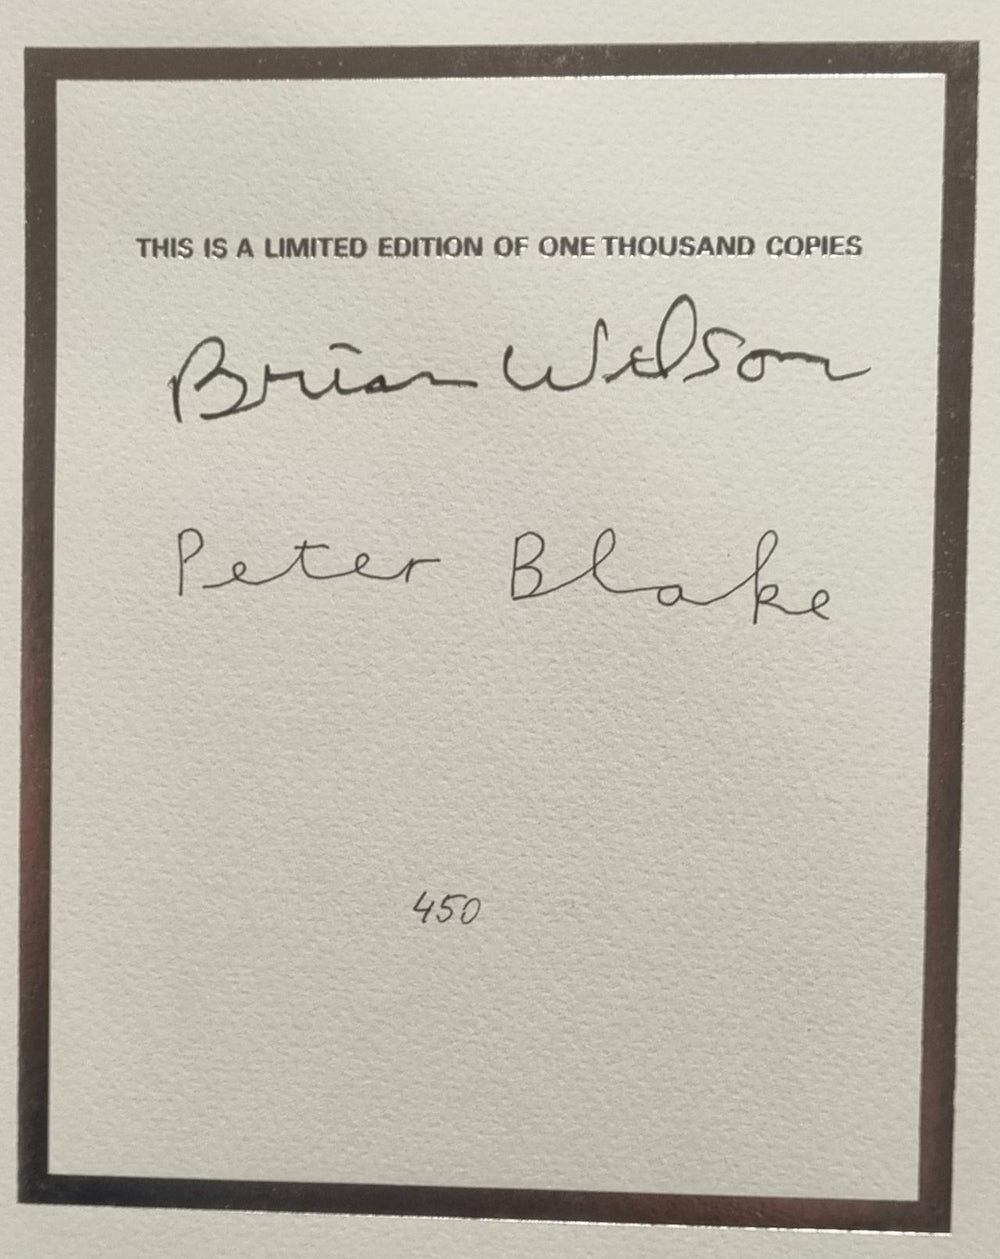 THIS IS A LIMITED EDITION OF ONE THOUSAND COPIES
Brian Wilson
Peter Blake
450